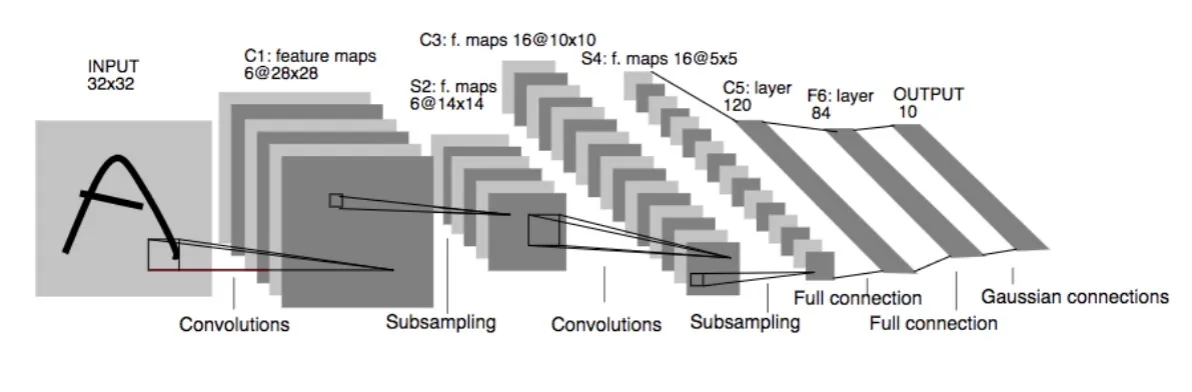 INPUT
32x32
C1: feature maps
6@28x28
S2: f. maps
6@14x14
C3: f. maps 16@10x10
S4: f. maps 16@5x5
C5: layer
120
F6: layer
84
OUTPUT
10
Convolutions
Subsampling
Convolutions
Subsampling
Full connection
Full connection
Gaussian connections